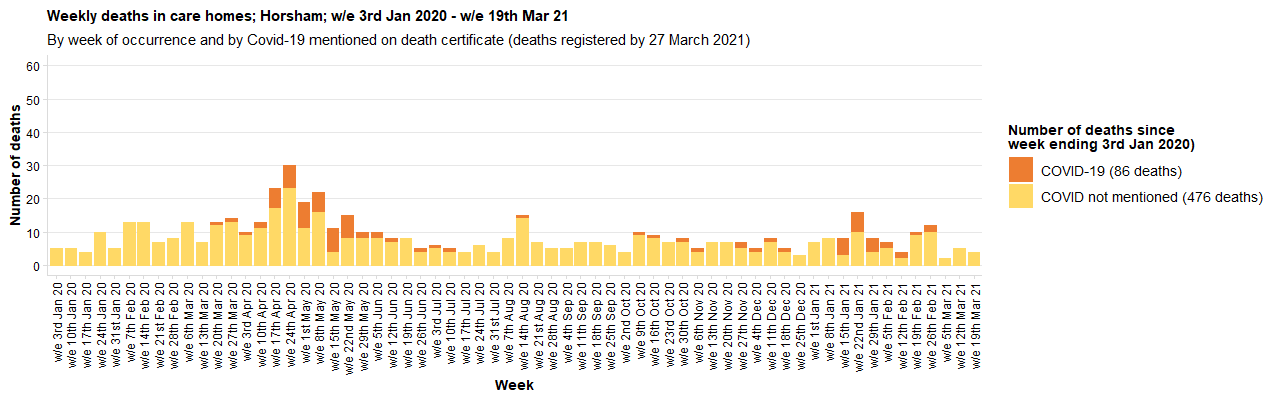 Weekly deaths in care homes; Horsham; w/e 3rd Jan 2020 - w/e 19th Mar 21
By week of occurrence and by Covid-19 mentioned on death certificate (deaths registered by 27 March 2021)
Number of deaths
60
50
40
30
20
10
0
w/e 3rd Jan 20
w/e 10th Jan 20
w/e 17th Jan 20
w/e 24th Jan 20
w/e 31st Jan 20
w/e 7th Feb 20
w/e 14th Feb 20
w/e 21st Feb 20
w/e 28th Feb 20
w/e 6th Mar 20
w/e 13th Mar 20
w/e 20th Mar 20
w/e 27th Mar 20
w/e 3rd Apr 20
w/e 10th Apr 20
w/e 17th Apr 20
w/e 24th Apr 20
w/e 1st May 20
w/e 8th May 20
w/e 15th May 20
w/e 22nd May 20
w/e 29th May 20
w/e 5th Jun 20
w/e 12th Jun 20
w/e 19th Jun 20
w/e 26th Jun 20
w/e 3rd Jul 20
w/e 10th Jul 20
w/e 17th Jul 20
w/e 24th Jul 20
w/e 31st Jul 20
w/e 7th Aug 20
w/e 14th Aug 20
w/e 21st Aug 20
w/e 28th Aug 20
w/e 4th Sep 20
w/e 11th Sep 20
w/e 18th Sep 20
w/e 25th Sep 20
w/e 2nd Oct 20
w/e 9th Oct 20
w/e 16th Oct 20
w/e 23rd Oct 20
w/e 30th Oct 20
w/e 6th Nov 20
w/e 13th Nov 20
w/e 20th Nov 20
w/e 27th Nov 20
w/e 4th Dec 20
w/e 11th Dec 20
w/e 18th Dec 20
w/e 25th Dec 20
w/e 1st Jan 21
w/e 8th Jan 21
w/e 15th Jan 21
w/e 22nd Jan 21
w/e 29th Jan 21
w/e 5th Feb 21
w/e 12th Feb 21
w/e 19th Feb 21
w/e 26th Feb 21
w/e 5th Mar 21
w/e 12th Mar 21
w/e 19th Mar 21
Week
Number of deaths since
week ending 3rd Jan 2020)
COVID-19 (86 deaths)
COVID not mentioned (476 deaths)